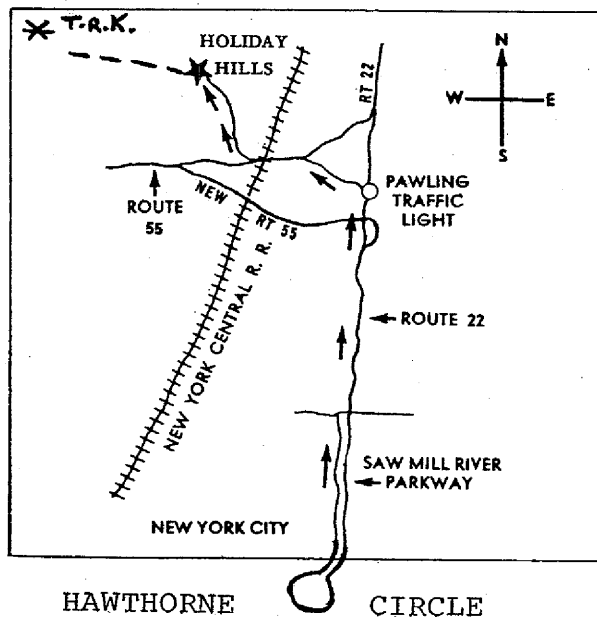 T.R.K.
HOLIDAY
HILLS
RT 22
N
W E
S
PAWLING
TRAFFIC
LIGHT
ROUTE
55
NEW RT 55
NEW YORK CENTRAL R. R.
ROUTE 22
SAW MILL RIVER
PARKWAY
NEW YORK CITY
HAWTHORNE CIRCLE